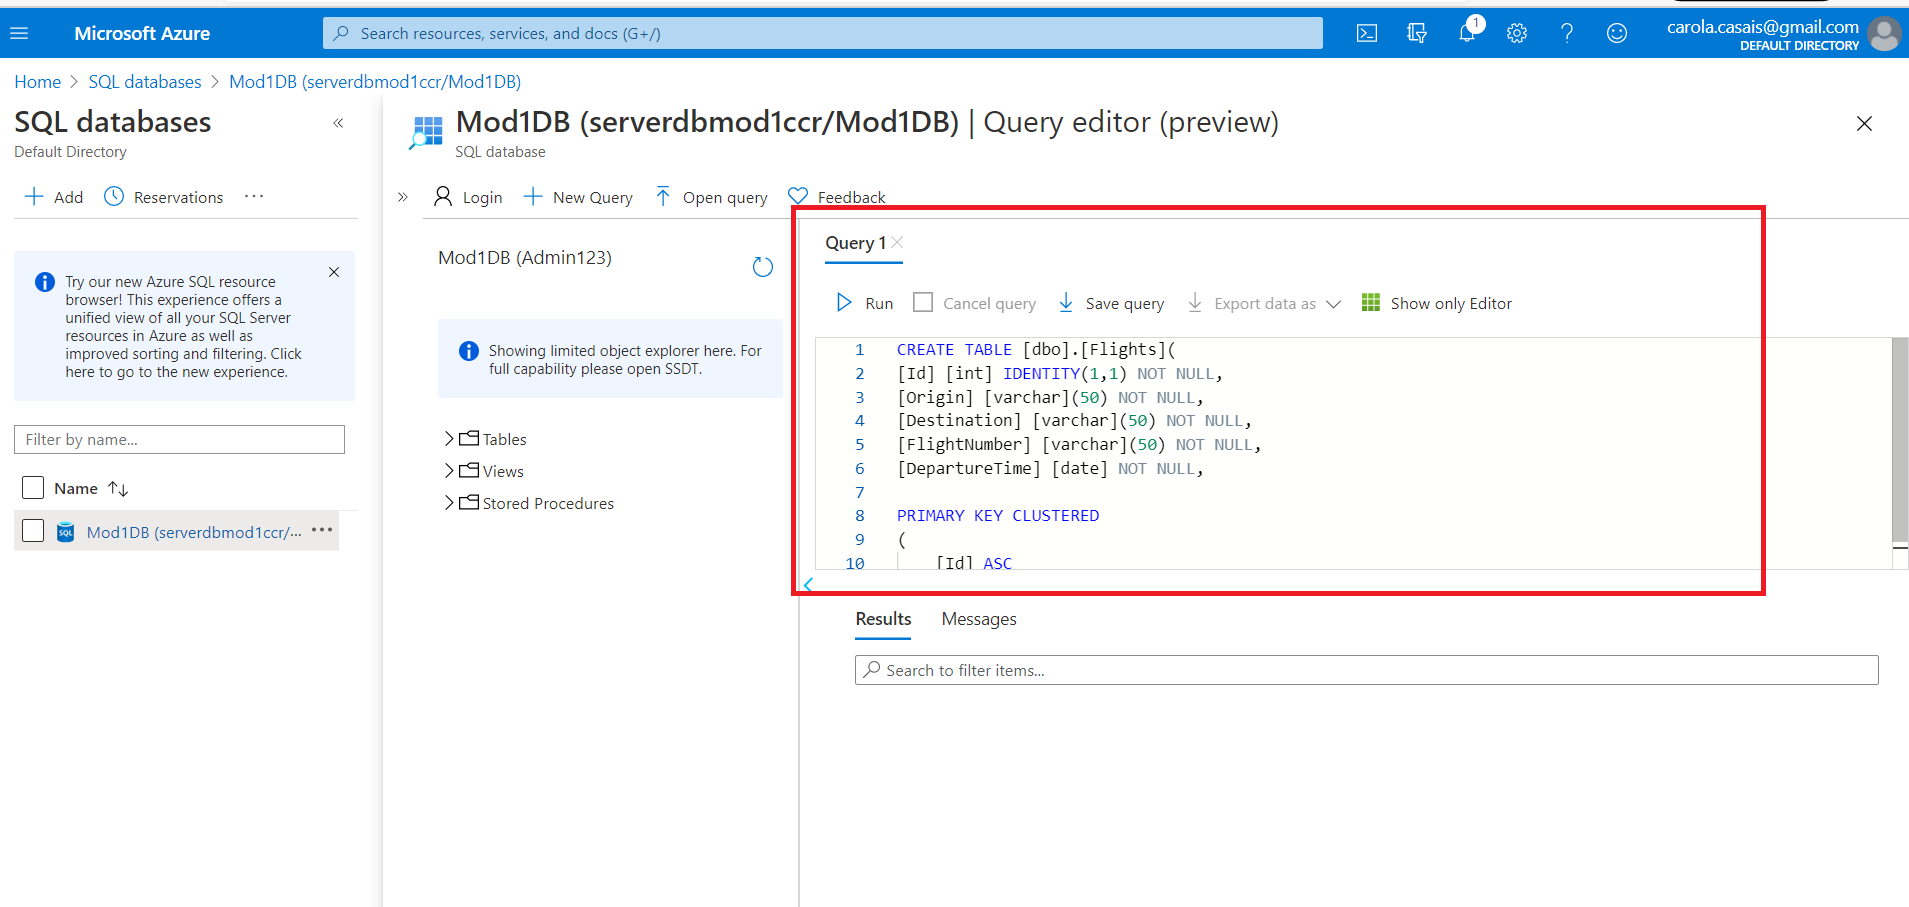 Microsoft Azure
Search resources, services, and docs (G+/)
1
carola.casais@gmail.com
DEFAULT DIRECTORY
Home > SQL databases > Mod1DB (serverdbmod1ccr/Mod1DB)
SQL databases
«
Default Directory
Mod1DB (serverdbmod1ccr/Mod1DB) | Query editor (preview)
SQL database
Add
Reservations
...
»
Login
New Query
Open query
Feedback
Try our new Azure SQL resource
browser! This experience offers a
unified view of all your SQL Server
resources in Azure as well as
improved sorting and filtering. Click
here to go to the new experience.
Filter by name...
Name
SQL
Mod1DB (serverdbmod1ccr/...
...
Mod1DB (Admin123)
Showing limited object explorer here. For
full capability please open SSDT.
Tables
Views
Stored Procedures
Query 1
Run
Cancel query
Save query
Export data as
Show only Editor
1 CREATE TABLE [dbo].[Flights](
2 [Id] [int] IDENTITY(1,1) NOT NULL,
3 [Origin] [varchar](50) NOT NULL,
4 [Destination] [varchar](50) NOT NULL,
5 [FlightNumber] [varchar](50) NOT NULL,
6 [DepartureTime] [date] NOT NULL,
7
8 PRIMARY KEY CLUSTERED
9 (
10 [Id] ASC
Results
Messages
Search to filter items...